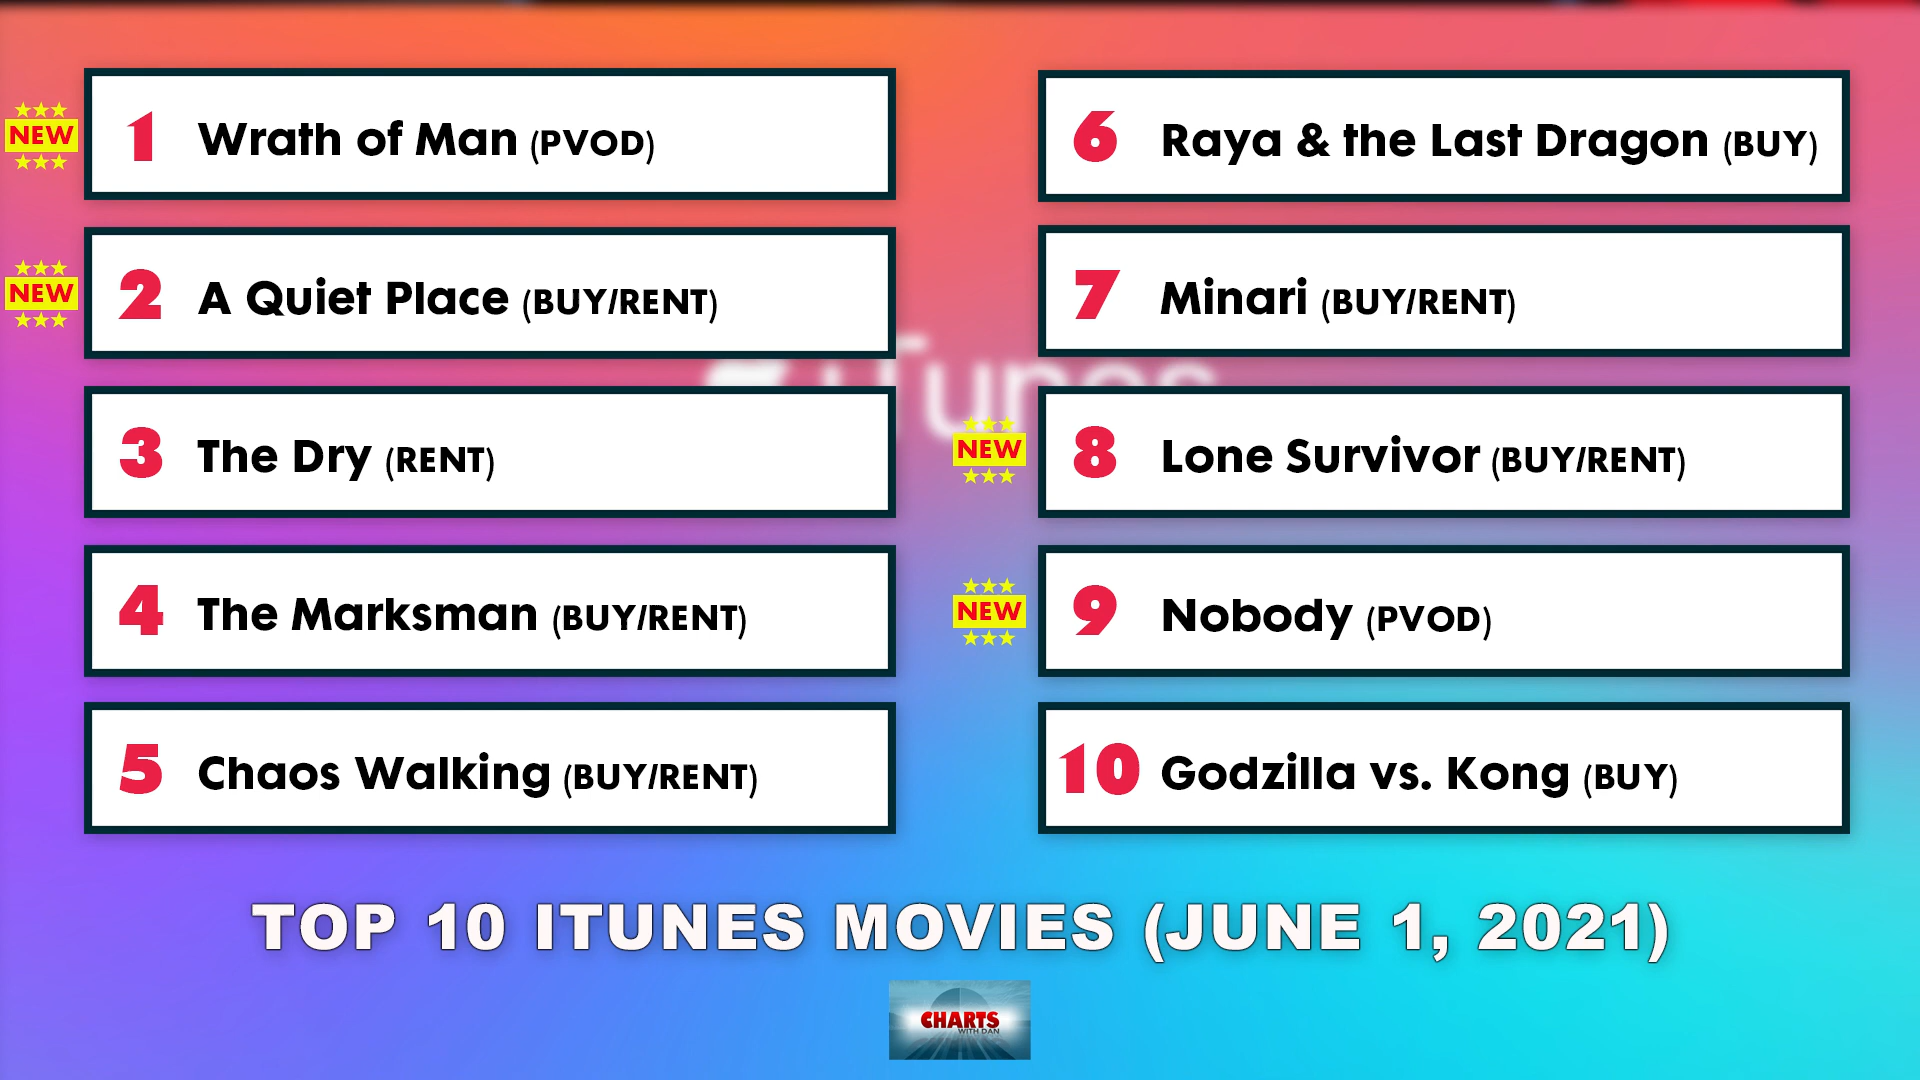 NEW
1 Wrath of Man (PVOD)
NEW
2 A Quiet Place (BUY/RENT)
3 The Dry (RENT)
4 The Marksman (BUY/RENT)
5 Chaos Walking (BUY/RENT)
6 Raya & the Last Dragon (BUY)
7 Minari (BUY/RENT)
iTunes
NEW
8 Lone Survivor (BUY/RENT)
NEW
9 Nobody (PVOD)
10 Godzilla vs. Kong (BUY)
TOP 10 ITUNES MOVIES (JUNE 1, 2021)
CHARTS
WITH DAN